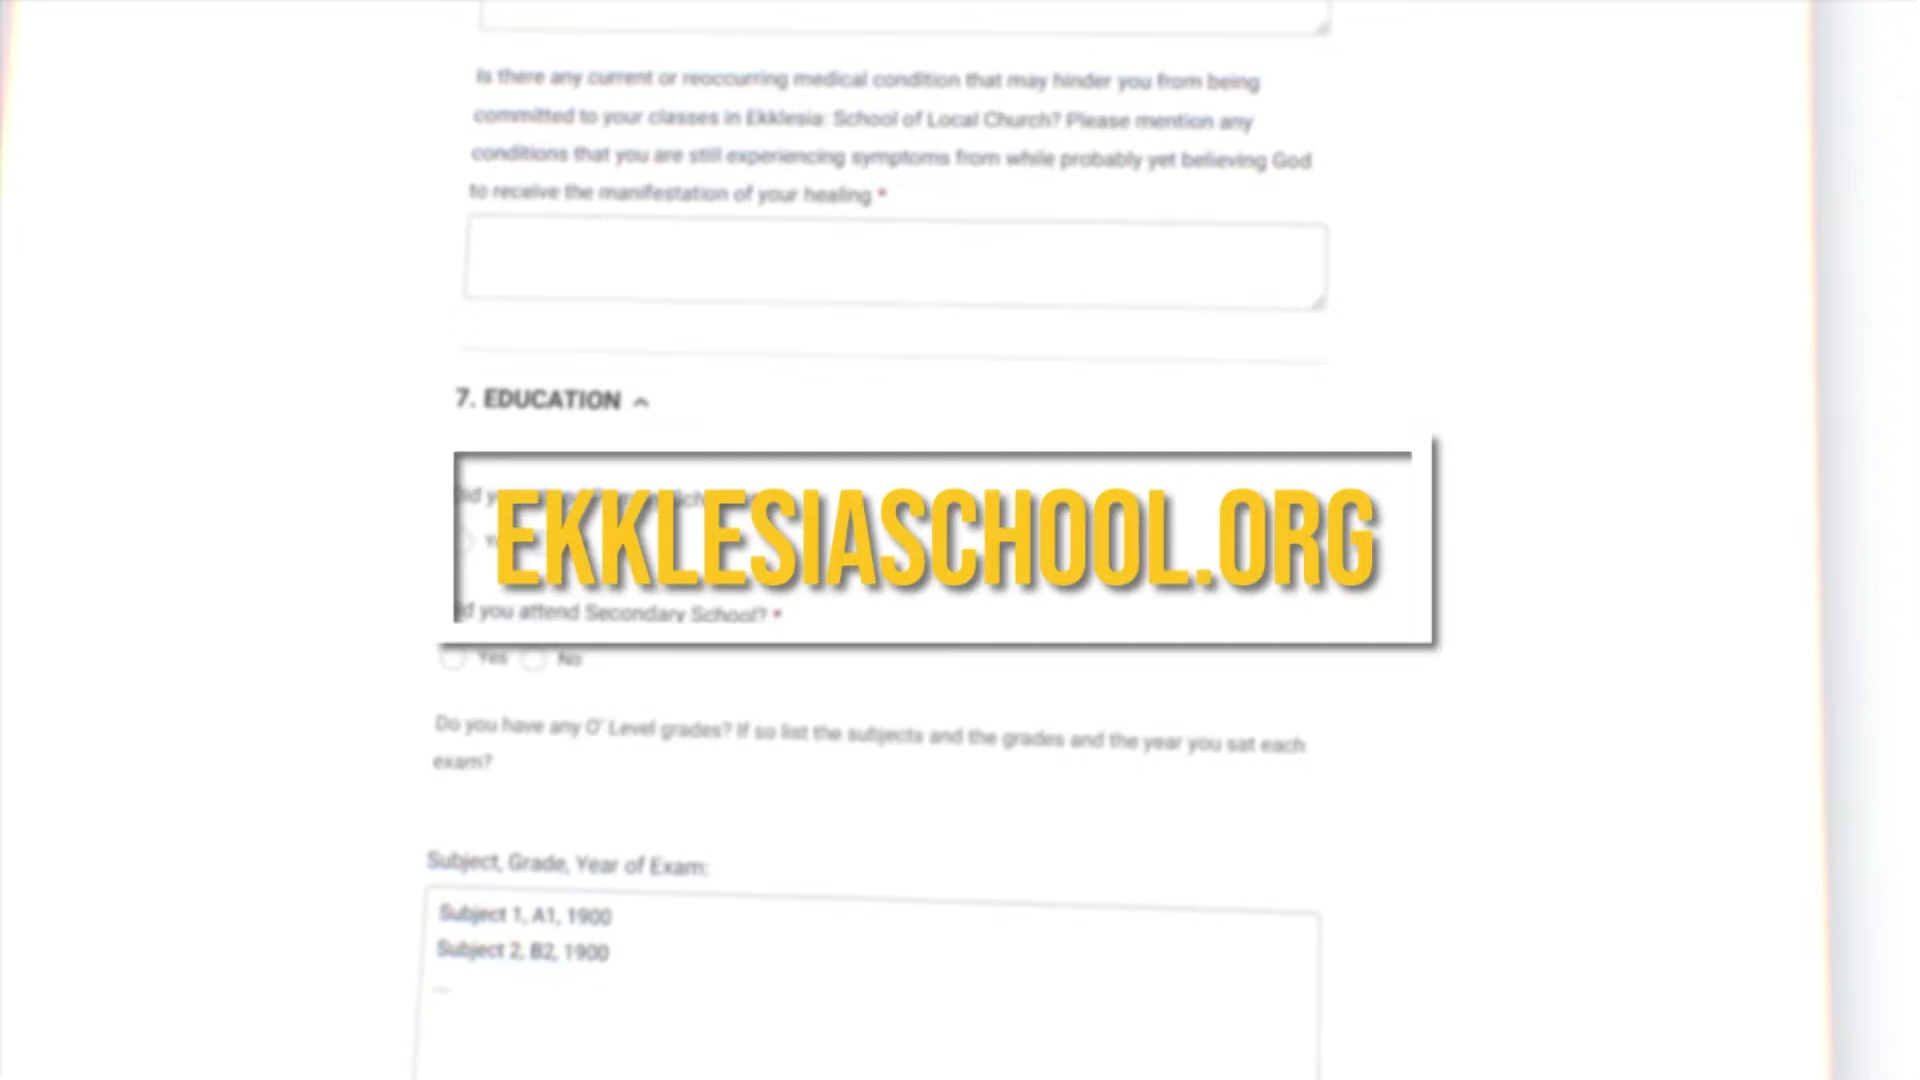 Is there any current or reoccurring medical condition that may hinder you from being
committed to your classes in Ekklesia: School of Local Church? Please mention any
conditions that you are still experiencing symptoms from while probably yet believing God
to receive the manifestation of your healing *
7. EDUCATION
EKKLESIASCHOOL.ORG
id you attend Secondary School? *
Yes No
Do you have any O' Level grades? If so list the subjects and the grades and the year you sat each
exam?
Subject, Grade, Year of Exam:
Subject 1, A1, 1900
Subject 2, B2, 1900